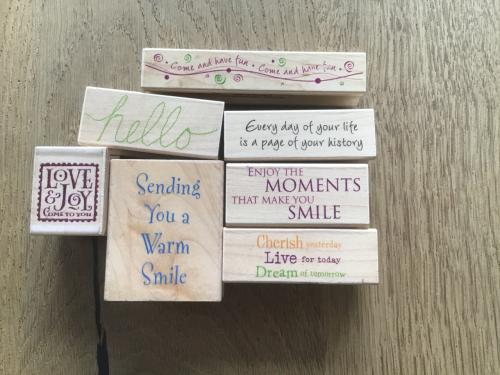 Come and have fun • Come and have fun •
hello
Every day of your life
is a page of your history
LOVE
& JOY
COME TO YOU
Sending
You a
Warm
Smile
ENJOY THE
MOMENTS
THAT MAKE YOU
SMILE
Cherish yesterday
Live for today
Dream of tomorrow